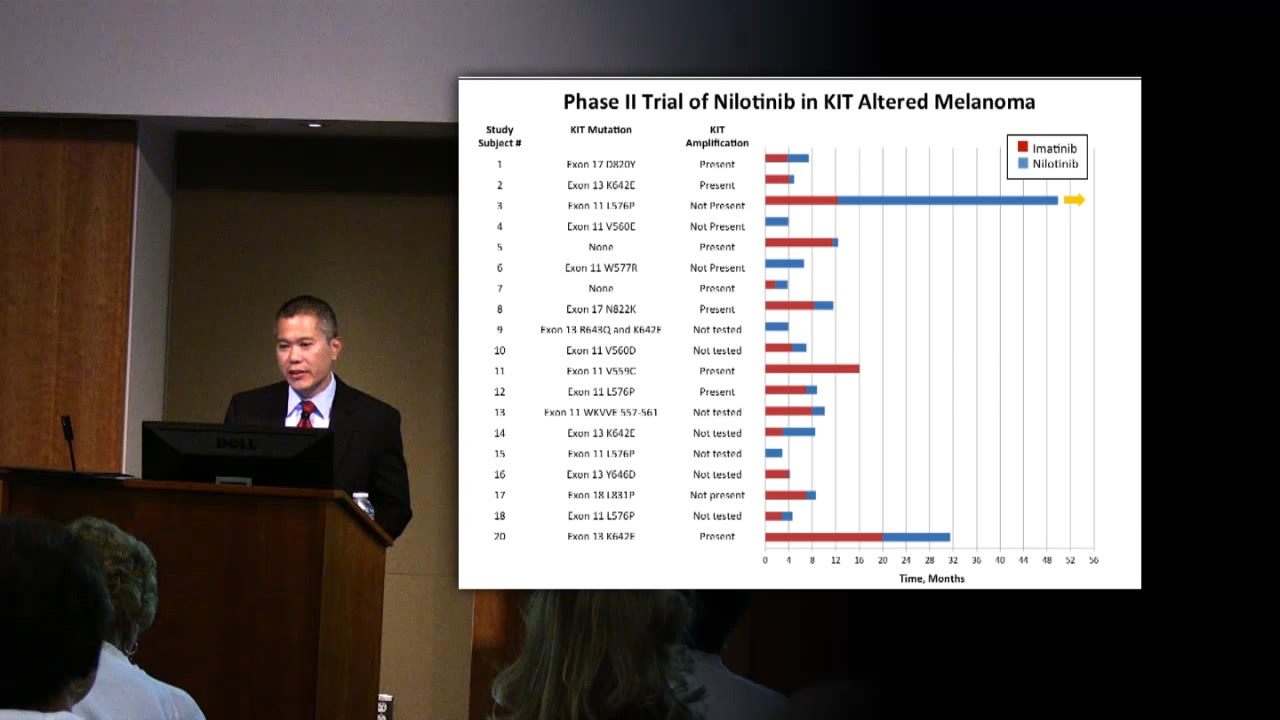 Phase II Trial of Nilotinib in KIT Altered Melanoma
Study Subject # KIT Mutation KIT Amplification
Imatinib
Nilotinib
1 Exon 17 D820Y Present
2 Exon 13 K642E Present
3 Exon 11 L576P Not Present
4 Exon 11 V560E Not Present
5 None Present
6 Exon 11 W577R Not Present
7 None Present
8 Exon 17 N822K Present
9 Exon 13 R643Q and K642E Not tested
10 Exon 11 V560D Not tested
11 Exon 11 V559C Present
12 Exon 11 L576P Present
13 Exon 11 WKVVE 557-561 Not tested
14 Exon 13 K642E Not tested
15 Exon 11 L576P Not tested
16 Exon 13 Y646D Not tested
17 Exon 18 L831P Not present
18 Exon 11 L576P Not tested
20 Exon 13 K642E Present
0 4 8 12 16 20 24 28 32 36 40 44 48 52 56
Time, Months
DELL